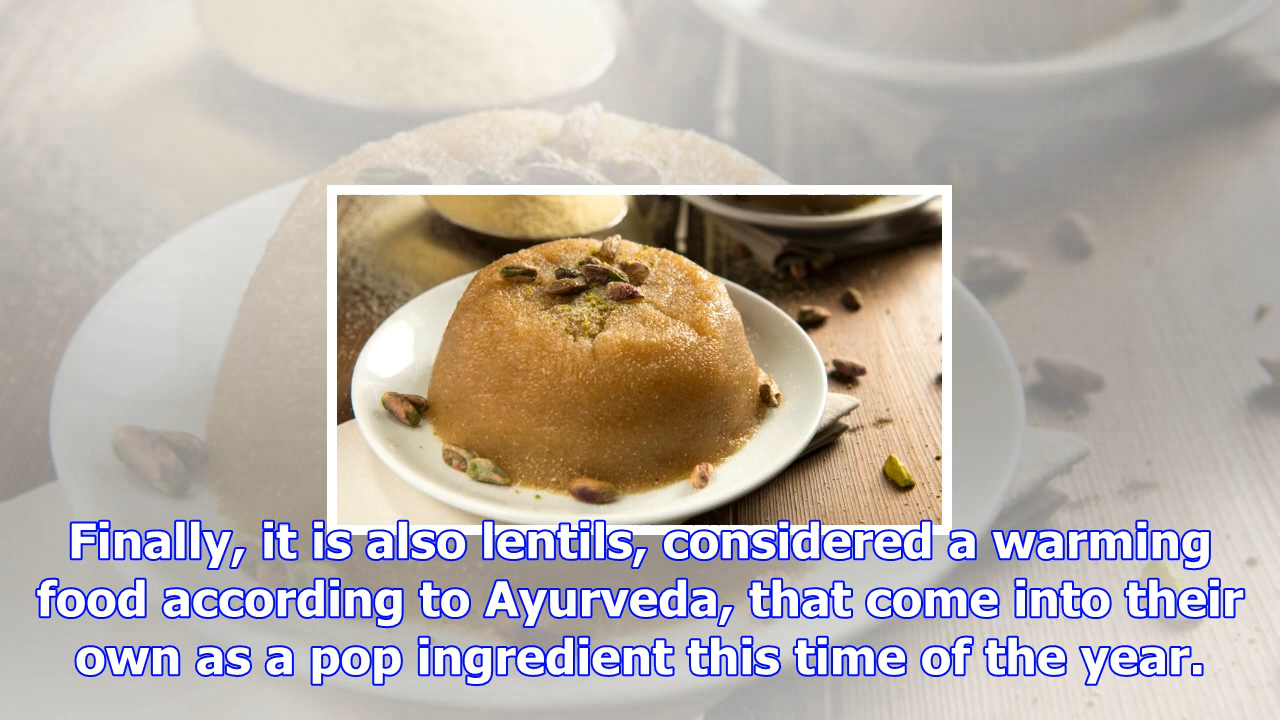 Finally, it is also lentils, considered a warming
food according to Ayurveda, that come into their
own as a pop ingredient this time of the year.